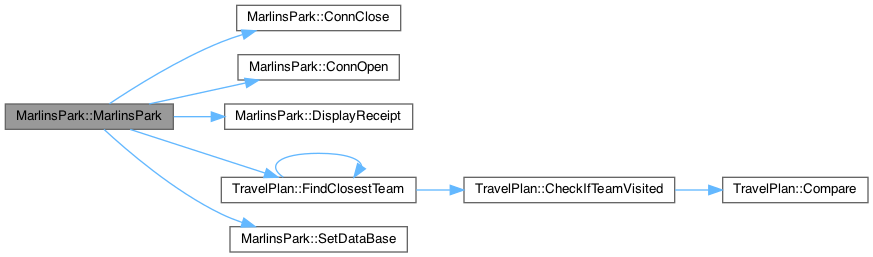 MarlinsPark::ConnClose
MarlinsPark::ConnOpen
MarlinsPark::MarlinsPark
MarlinsPark::DisplayReceipt
TravelPlan::FindClosestTeam
TravelPlan::CheckIfTeamVisited
TravelPlan::Compare
MarlinsPark::SetDataBase